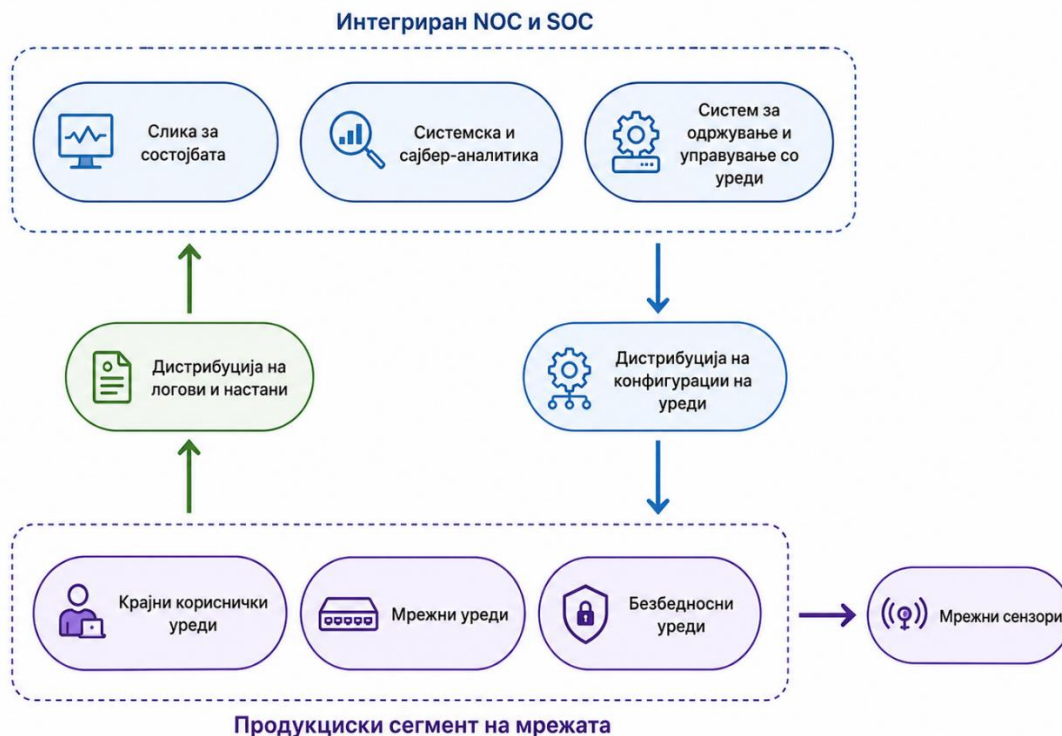 Интегриран NOC и SOC
Слика за
состојбата
Системска и
сајбер-аналитика
Систем за
одржување и
управување со
уреди
Дистрибуција на
логови и настани
Дистрибуција на
конфигурации на
уреди
Крајни кориснички
уреди
Мрежни уреди
Безбедносни
уреди
Мрежни сензори
Продукциски сегмент на мрежата